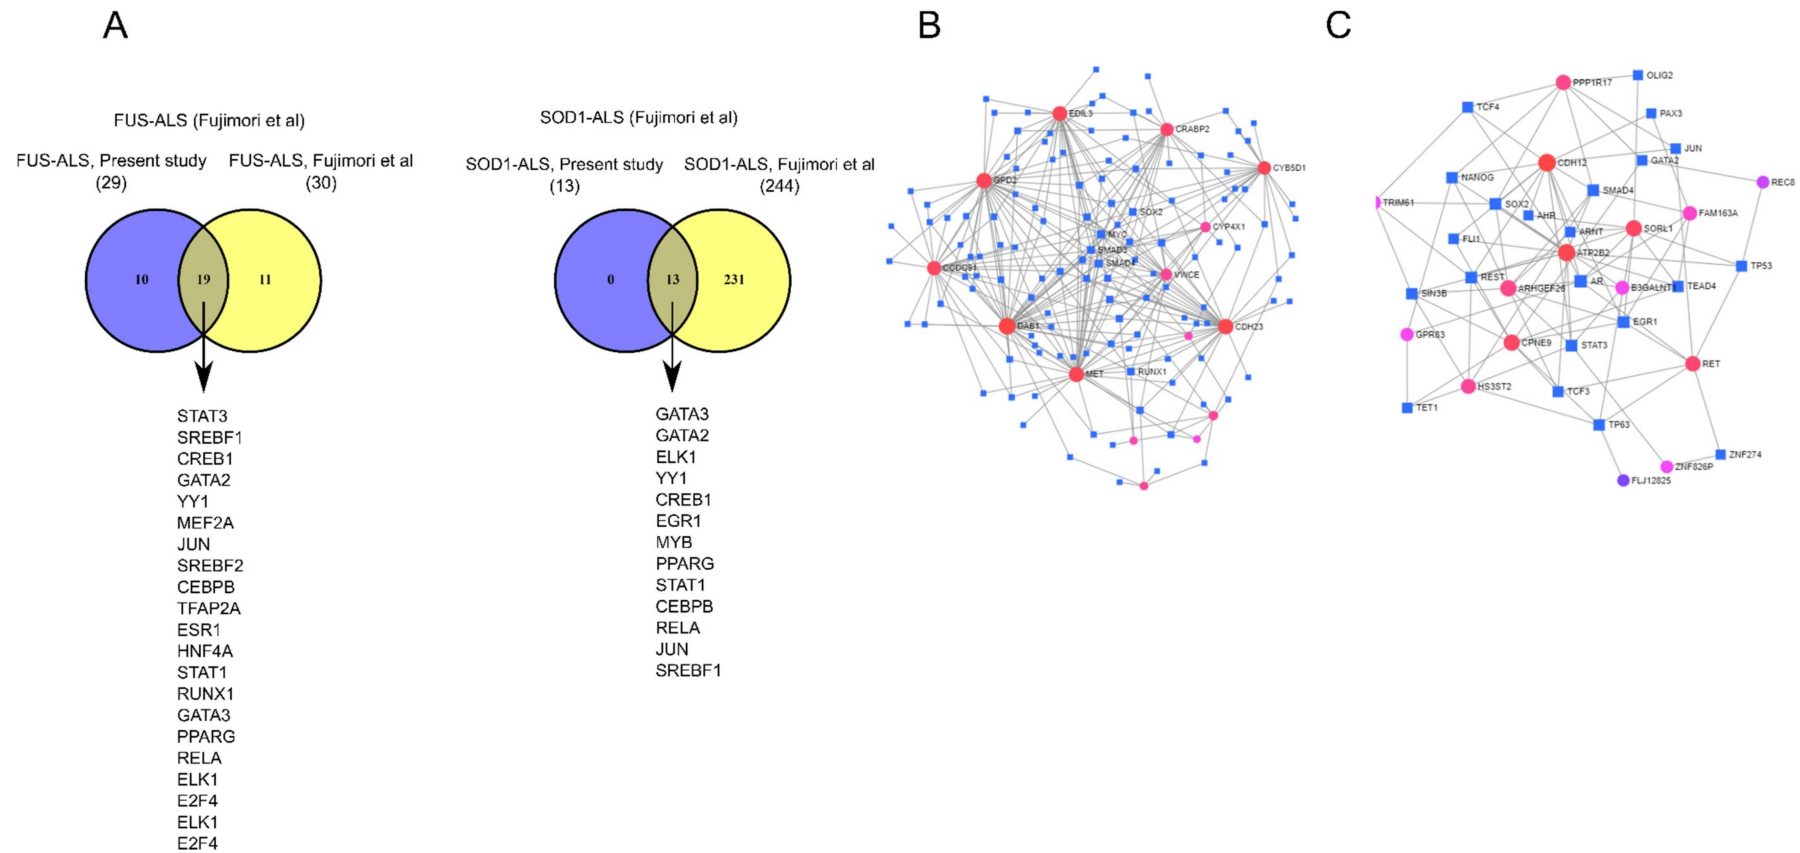 A
FUS-ALS (Fujimori et al)
FUS-ALS, Present study
(29)
FUS-ALS, Fujimori et al
(30)
10
19
11
STAT3
SREBF1
CREB1
GATA2
YY1
MEF2A
JUN
SREBF2
CEBPB
TFAP2A
ESR1
HNF4A
STAT1
RUNX1
GATA3
PPARG
RELA
ELK1
E2F4
ELK1
E2F4
SOD1-ALS (Fujimori et al)
SOD1-ALS, Present study
(13)
SOD1-ALS, Fujimori et al
(244)
0
13
231
GATA3
GATA2
ELK1
YY1
CREB1
EGR1
MYB
PPARG
STAT1
CEBPB
RELA
JUN
SREBF1
B
EDIL3
CRABP2
CYB5D1
GPD2
SOX2
CYP4X1
MYC
SMAD3
SMAD4
CCDC91
VWCE
DAB1
CDH23
MET
RUNX1
C
OLIG2
PPP1R17
TCF4
PAX3
JUN
CDH12
GATA2
NANOG
REC8
SMAD4
TRIM61
SOX2
AHR
FAM163A
ARNT
SORL1
FLI1
ATP2B2
TP53
REST
AR
ARHGEF26
B3GALNT1
TEAD4
SIN3B
EGR1
GPR83
CPNE9
STAT3
RET
HS3ST2
TCF3
TET1
TP63
ZNF274
ZNF826P
FLJ12825